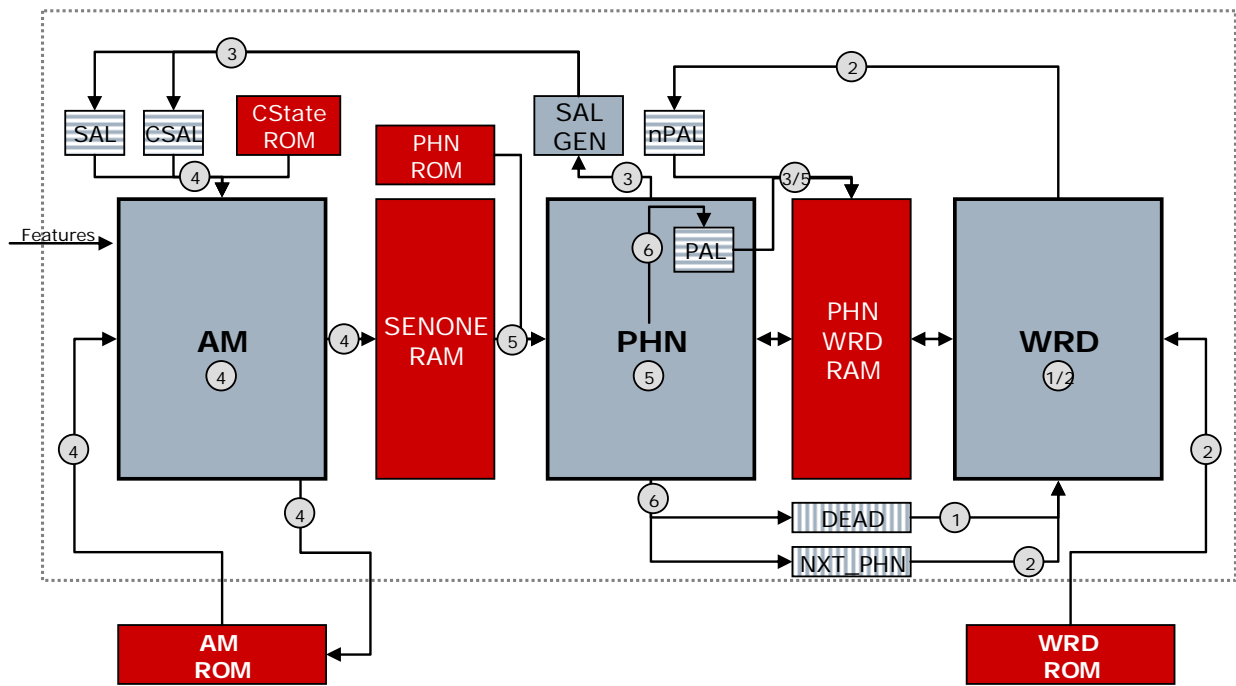 3
2
SAL
CSAL
CState
ROM
PHN
ROM
SAL
GEN
nPAL
4
3
3/5
Features
6
PAL
AM
4
4
SENONE
RAM
5
PHN
5
PHN
WRD
RAM
WRD
1/2
4
2
4
6
DEAD
1
NXT_PHN
2
AM
ROM
WRD
ROM